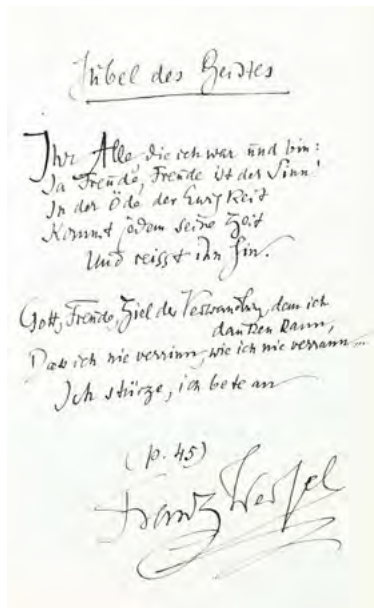 Jubel des Geistes
Ihr Alle, die ich war und bin:
Ja Freude, Freude ist der Sinn!
In der Öde der Ewigkeit
Kommt jedem seine Zeit
Und reisst ihn hin.
Gott, Freude, Ziel der Verwandlung, dem ich
danken kann,
Dass ich nie verrinn, wie ich nie verrann...
Ich stürze, ich bete an
(p. 45)
Franz Werfel